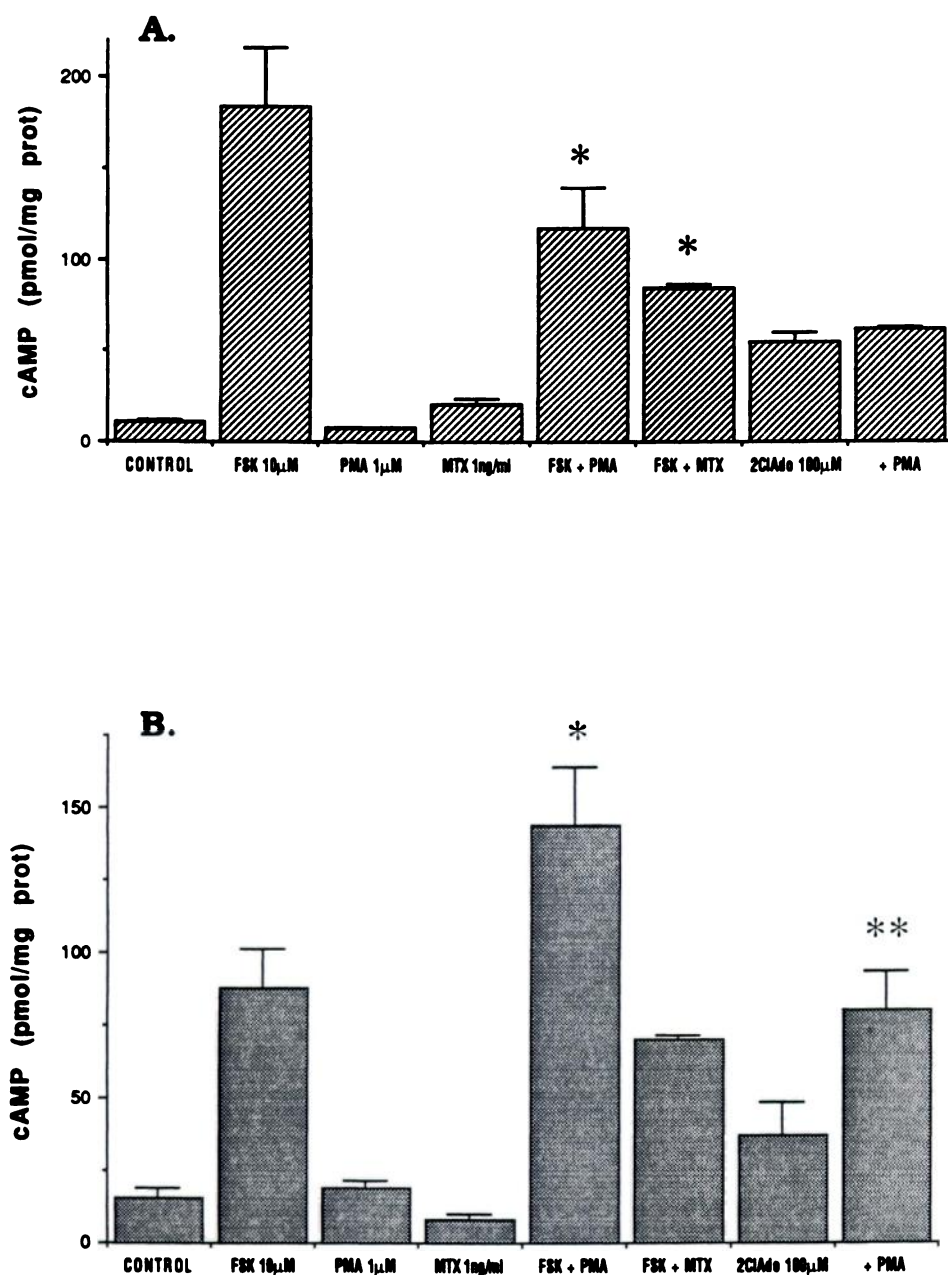 A.
cAMP (pmol/mg prot)
200
100
0
CONTROL FSK 10µM PMA 1µM MTX 1ng/ml FSK + PMA FSK + MTX 2ClAdo 100µM + PMA
*
*
B.
cAMP (pmol/mg prot)
150
100
50
0
CONTROL FSK 10µM PMA 1µM MTX 1ng/ml FSK + PMA FSK + MTX 2ClAdo 100µM + PMA
*
**